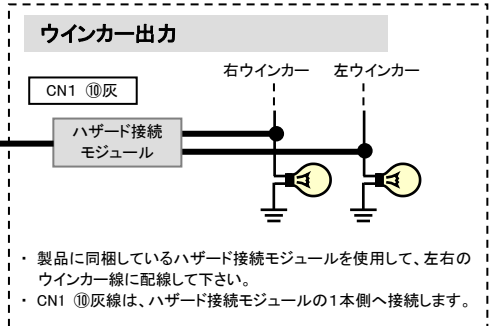 ウインカー出力
右ウインカー 左ウインカー
CN1 ⑩灰
ハザード接続
モジュール
・ 製品に同梱しているハザード接続モジュールを使用して、左右の
ウインカー線に配線して下さい。
・ CN1 ⑩灰線は、ハザード接続モジュールの1本側へ接続します。